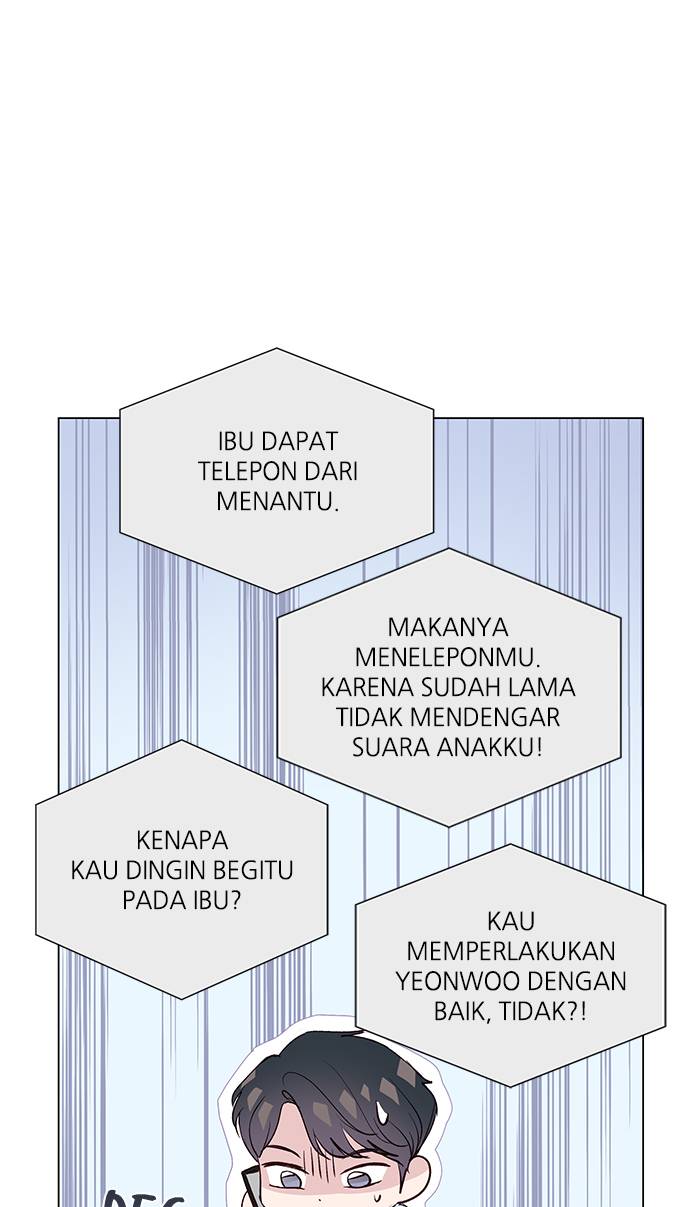 IBU DAPAT
TELEPON DARI
MENANTU.
MAKANYA
MENELEPONMU.
KARENA SUDAH LAMA
TIDAK MENDENGAR
SUARA ANAKKU!
KENAPA
KAU DINGIN BEGITU
PADA IBU?
KAU
MEMPERLAKUKAN
YEONWOO DENGAN
BAIK, TIDAK?!